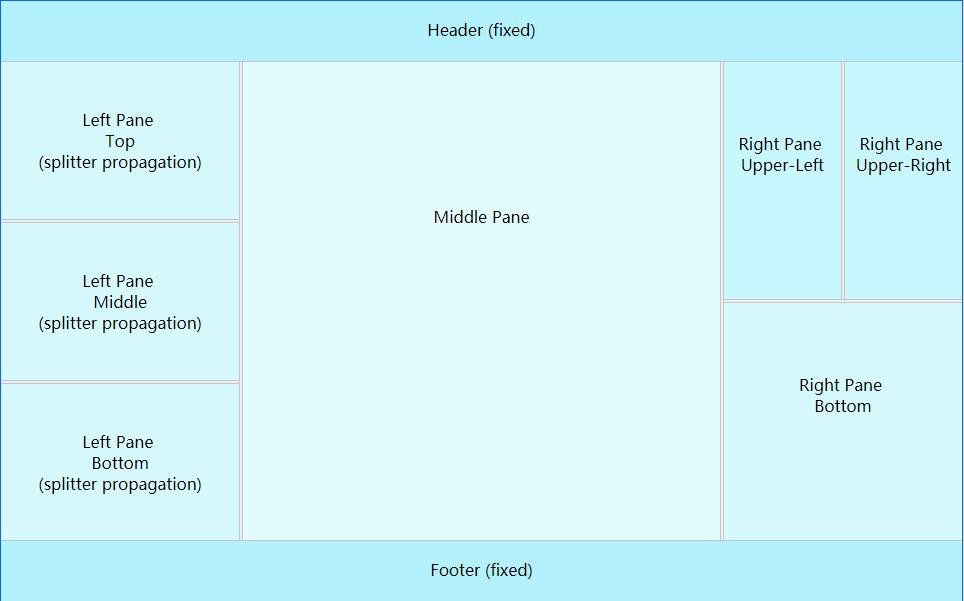 Header (fixed)
Left Pane
Top
(splitter propagation)
Left Pane
Middle
(splitter propagation)
Left Pane
Bottom
(splitter propagation)
Middle Pane
Right Pane
Upper-Left
Right Pane
Upper-Right
Right Pane
Bottom
Footer (fixed)